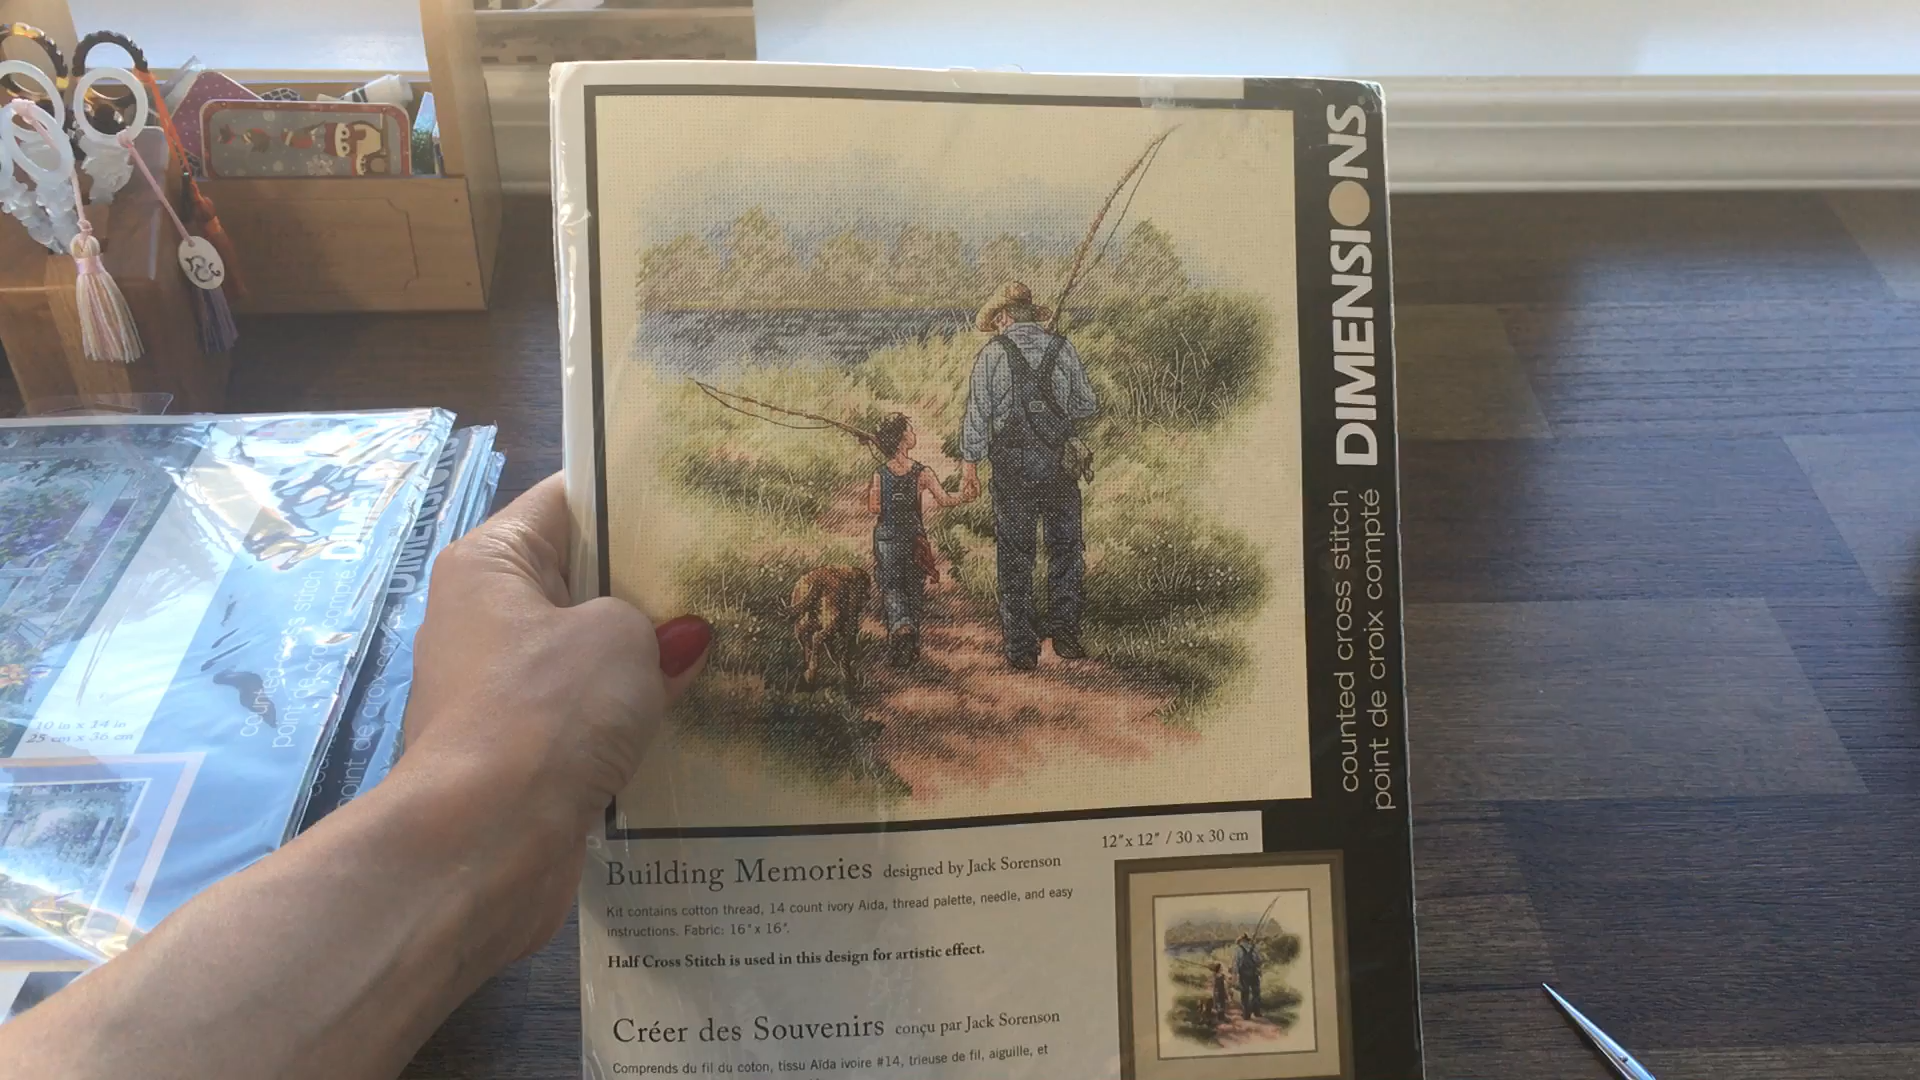 DIMENSIONS
counted cross stitch
point de croix compté
12"x 12" / 30 x 30 cm
Building Memories designed by Jack Sorenson
Kit contains cotton thread, 14 count ivory Aida, thread palette, needle, and easy
instructions. Fabric: 16"x 16".
Half Cross Stitch is used in this design for artistic effect.
Créer des Souvenirs conçu par Jack Sorenson
Comprends du fil du coton, tissu Aïda ivoire #14, trieuse de fil, aiguille, et
10 in x 14 in
25 cm x 36 cm
counted cross stitch
point de croix compté
DIMENSIONS
point de croix